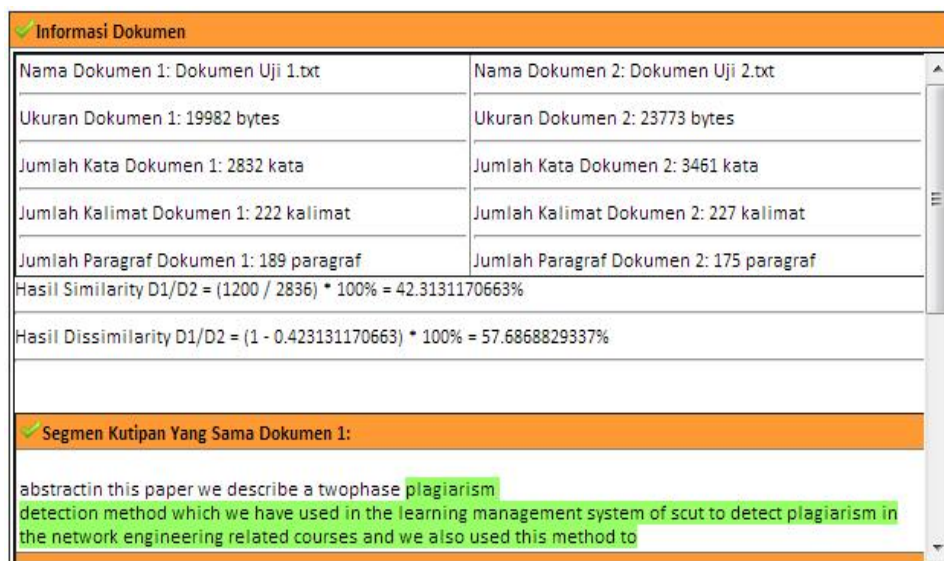 Informasi Dokumen
Nama Dokumen 1: Dokumen Uji 1.txt
Nama Dokumen 2: Dokumen Uji 2.txt
Ukuran Dokumen 1: 19982 bytes
Ukuran Dokumen 2: 23773 bytes
Jumlah Kata Dokumen 1: 2832 kata
Jumlah Kata Dokumen 2: 3461 kata
Jumlah Kalimat Dokumen 1: 222 kalimat
Jumlah Kalimat Dokumen 2: 227 kalimat
Jumlah Paragraf Dokumen 1: 189 paragraf
Jumlah Paragraf Dokumen 2: 175 paragraf
Hasil Similarity D1/D2 = (1200 / 2836) * 100% = 42.3131170663%
Hasil Dissimilarity D1/D2 = (1 - 0.423131170663) * 100% = 57.6868829337%
Segmen Kutipan Yang Sama Dokumen 1:
abstractin this paper we describe a twophase plagiarism
detection method which we have used in the learning management system of scut to detect plagiarism in
the network engineering related courses and we also used this method to